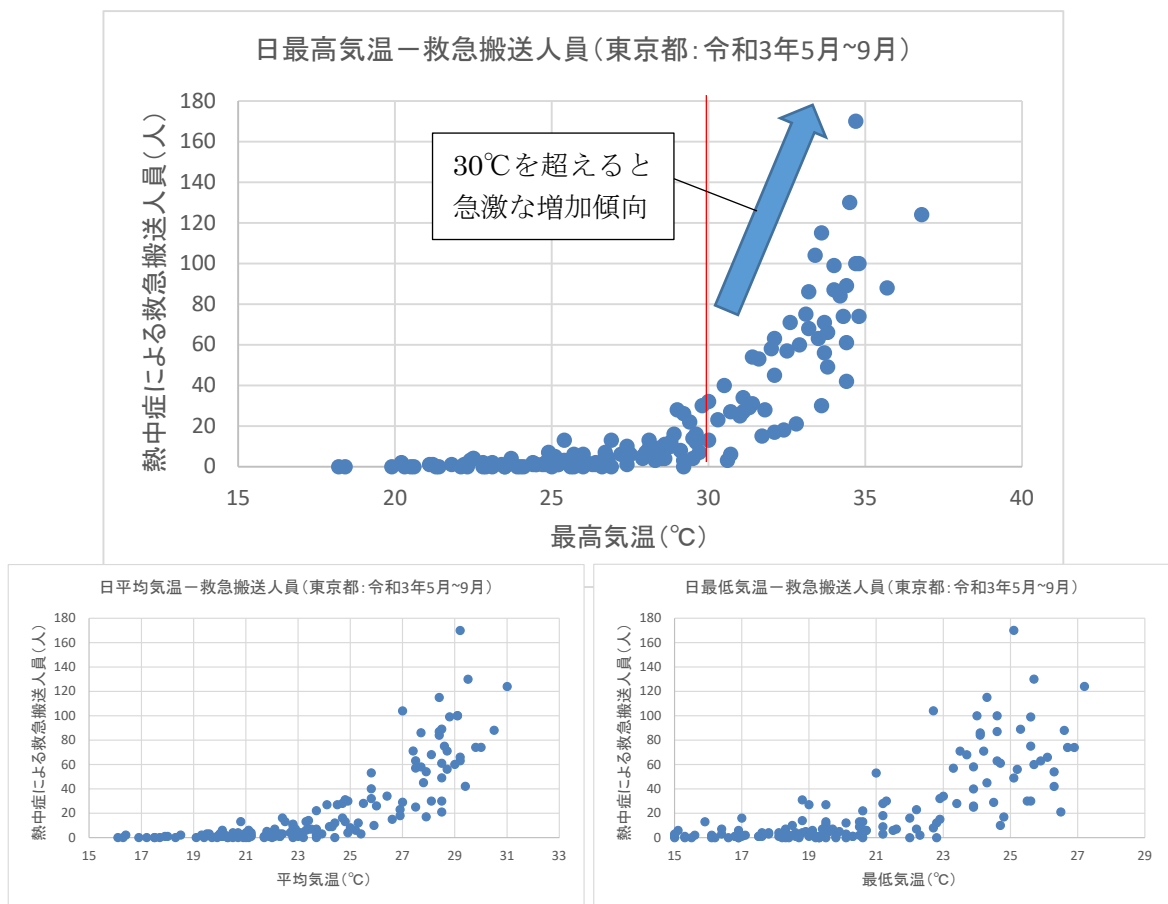 日最高気温－救急搬送人員（東京都：令和3年5月~9月）
熱中症による救急搬送人員（人）
180
160
140
120
100
80
60
40
20
0
30℃を超えると
急激な増加傾向
15 20 25 30 35 40
最高気温（℃）
日平均気温－救急搬送人員（東京都：令和3年5月~9月）
熱中症による救急搬送人員（人）
180
160
140
120
100
80
60
40
20
0
15 17 19 21 23 25 27 29 31 33
平均気温（℃）
日最低気温－救急搬送人員（東京都：令和3年5月~9月）
熱中症による救急搬送人員（人）
180
160
140
120
100
80
60
40
20
0
15 17 19 21 23 25 27 29
最低気温（℃）